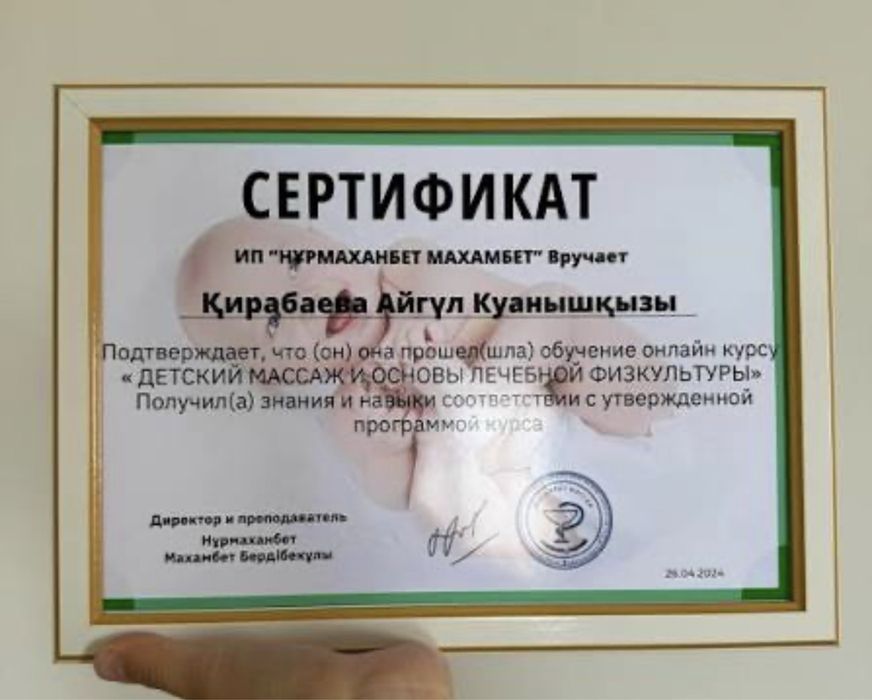 СЕРТИФИКАТ
ИП "НҰРМАХАНБЕТ МАХАМБЕТ" Вручает
Қирабаева Айгүл Куанышқызы
Подтверждает, что (он) она прошел(шла) обучение онлайн курсу
« ДЕТСКИЙ МАССАЖ И ОСНОВЫ ЛЕЧЕБНОЙ ФИЗКУЛЬТУРЫ»
Получил(а) знания и навыки соответствии с утвержденной
программой курса
Директор и преподаватель
Нұрмаханбет
Махамбет Бердібекұлы
26.04.2024